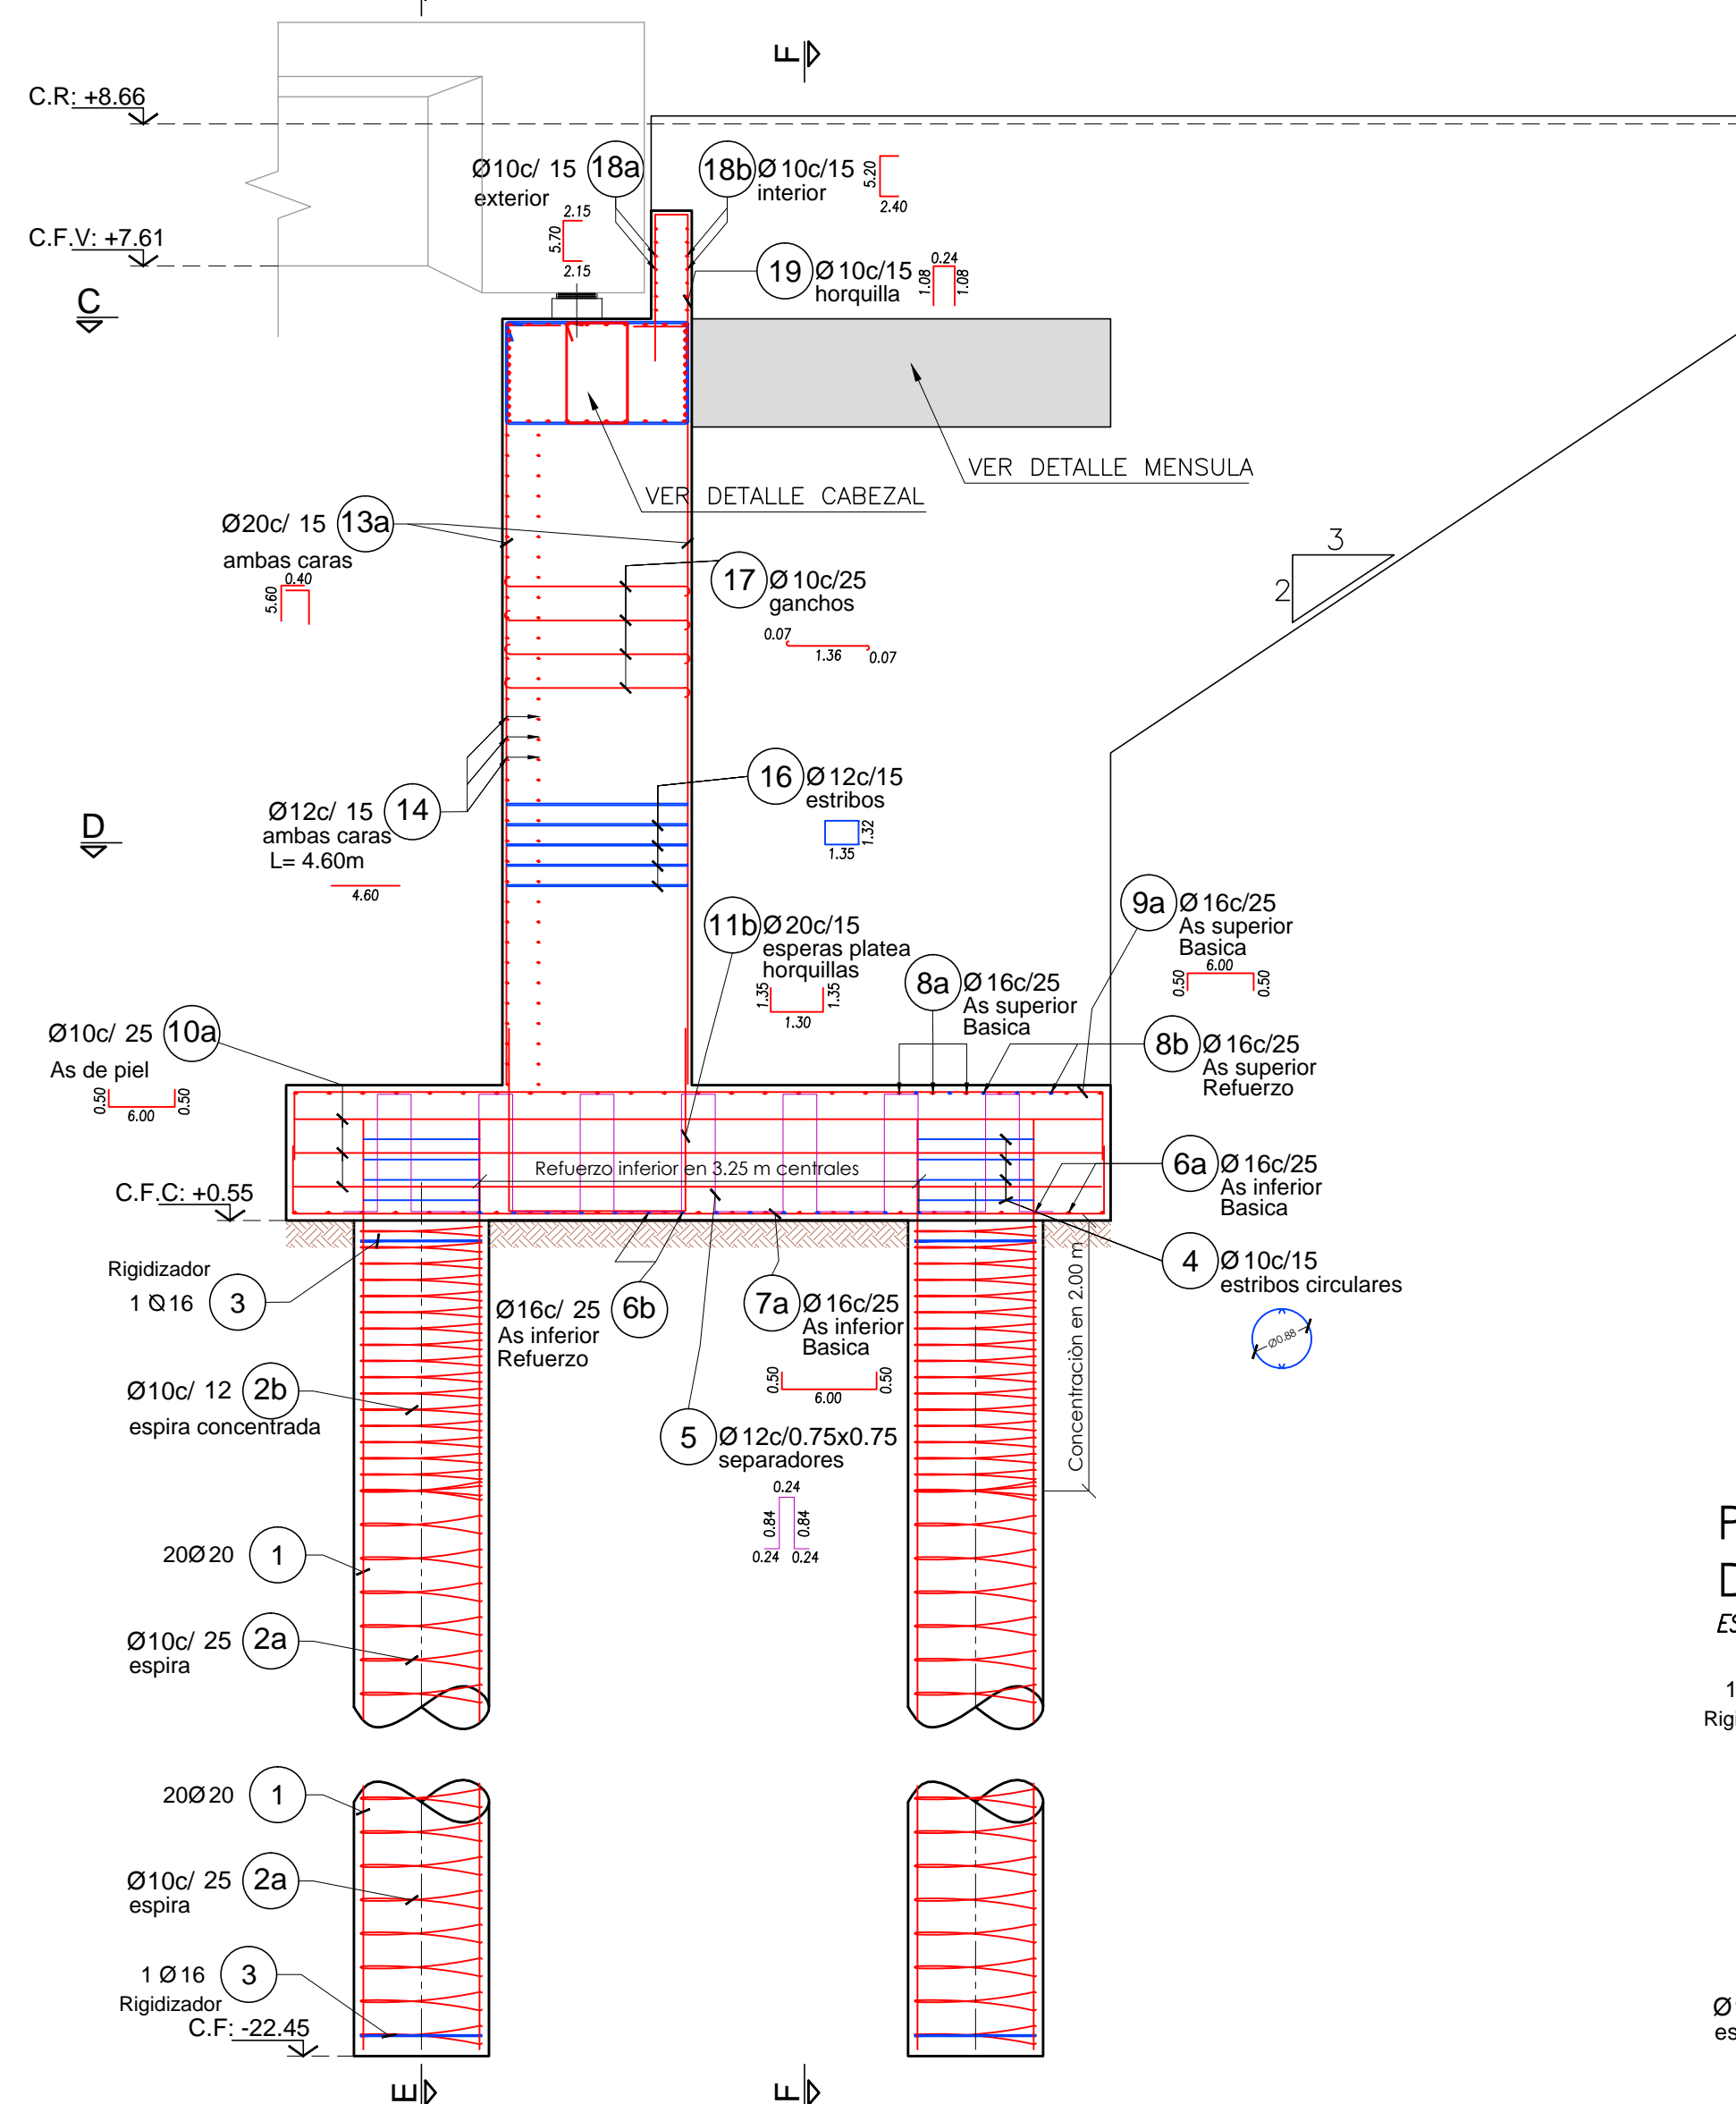 F
C.R: +8.66
Ø10c/ 15 18a
exterior
2.15
5.70
2.15
18b Ø10c/15
interior
5.20
2.40
C.F.V: +7.61
19 Ø10c/15
horquilla
0.24
1.08 1.08
C
VER DETALLE MENSULA
VER DETALLE CABEZAL
Ø20c/ 15 13a
ambas caras
0.40
5.60
3
2
17 Ø10c/25
ganchos
0.07
1.36 0.07
16 Ø12c/15
estribos
1.32
1.35
D
Ø12c/ 15 14
ambas caras
L= 4.60m
4.60
9a Ø16c/25
As superior
Basica
6.00
0.50 0.50
11b Ø20c/15
esperas platea
horquillas
1.35 1.35
1.30
8a Ø16c/25
As superior
Basica
Ø10c/ 25 10a
As de piel
0.50 0.50
6.00
8b Ø16c/25
As superior
Refuerzo
Refuerzo inferior en 3.25 m centrales
6a Ø16c/25
As inferior
Basica
C.F.C: +0.55
4 Ø10c/15
estribos circulares
Ø0.88
Concentraciòn en 2.00 m
Rigidizador
1 Ø16 3
Ø16c/ 25 6b
As inferior
Refuerzo
7a Ø16c/25
As inferior
Basica
0.50 0.50
6.00
Ø10c/ 12 2b
espira concentrada
5 Ø12c/0.75x0.75
separadores
0.24
0.84 0.84
0.24 0.24
20Ø20 1
Ø10c/ 25 2a
espira
P
D
ES
1
Rig
20Ø20 1
Ø10c/ 25 2a
espira
1 Ø16 3
Rigidizador
C.F: -22.45
Ø
es
E
F